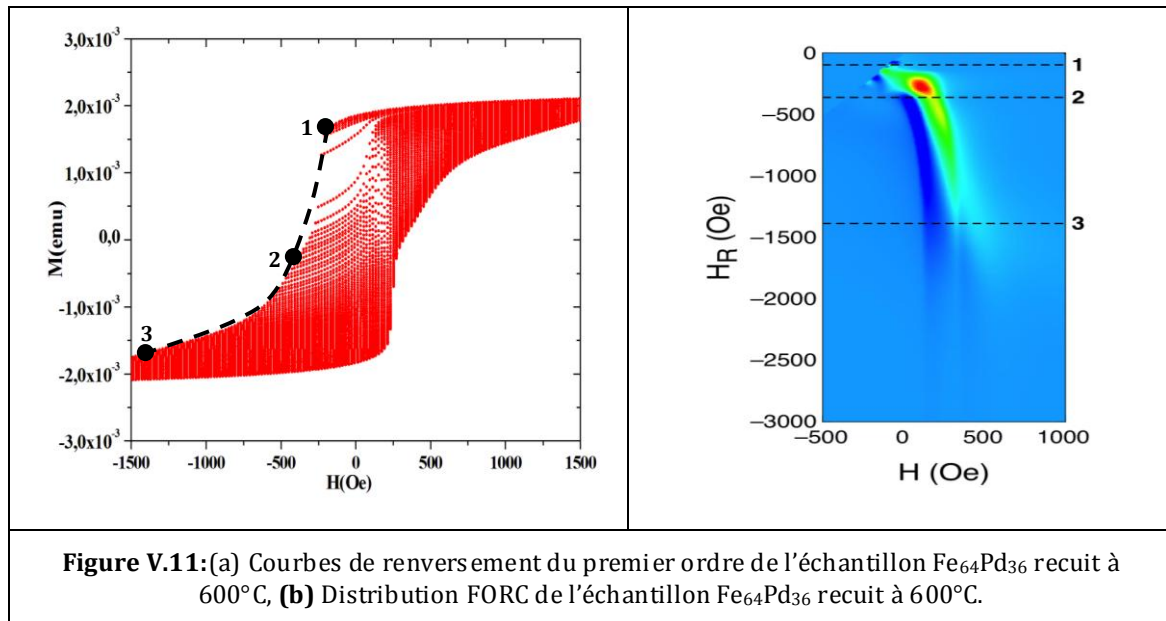 3,0x10⁻³
2,0x10⁻³
1,0x10⁻³
0,0
-1,0x10⁻³
-2,0x10⁻³
-3,0x10⁻³
M(emu)
1
2
3
-1500 -1000 -500 0 500 1000 1500
H(Oe)
0
−500
−1000
−1500
−2000
−2500
−3000
H_R (Oe)
1
2
3
−500 0 500 1000
H (Oe)
Figure V.11:(a) Courbes de renversement du premier ordre de l’échantillon Fe₆₄Pd₃₆ recuit à
600°C, (b) Distribution FORC de l’échantillon Fe₆₄Pd₃₆ recuit à 600°C.